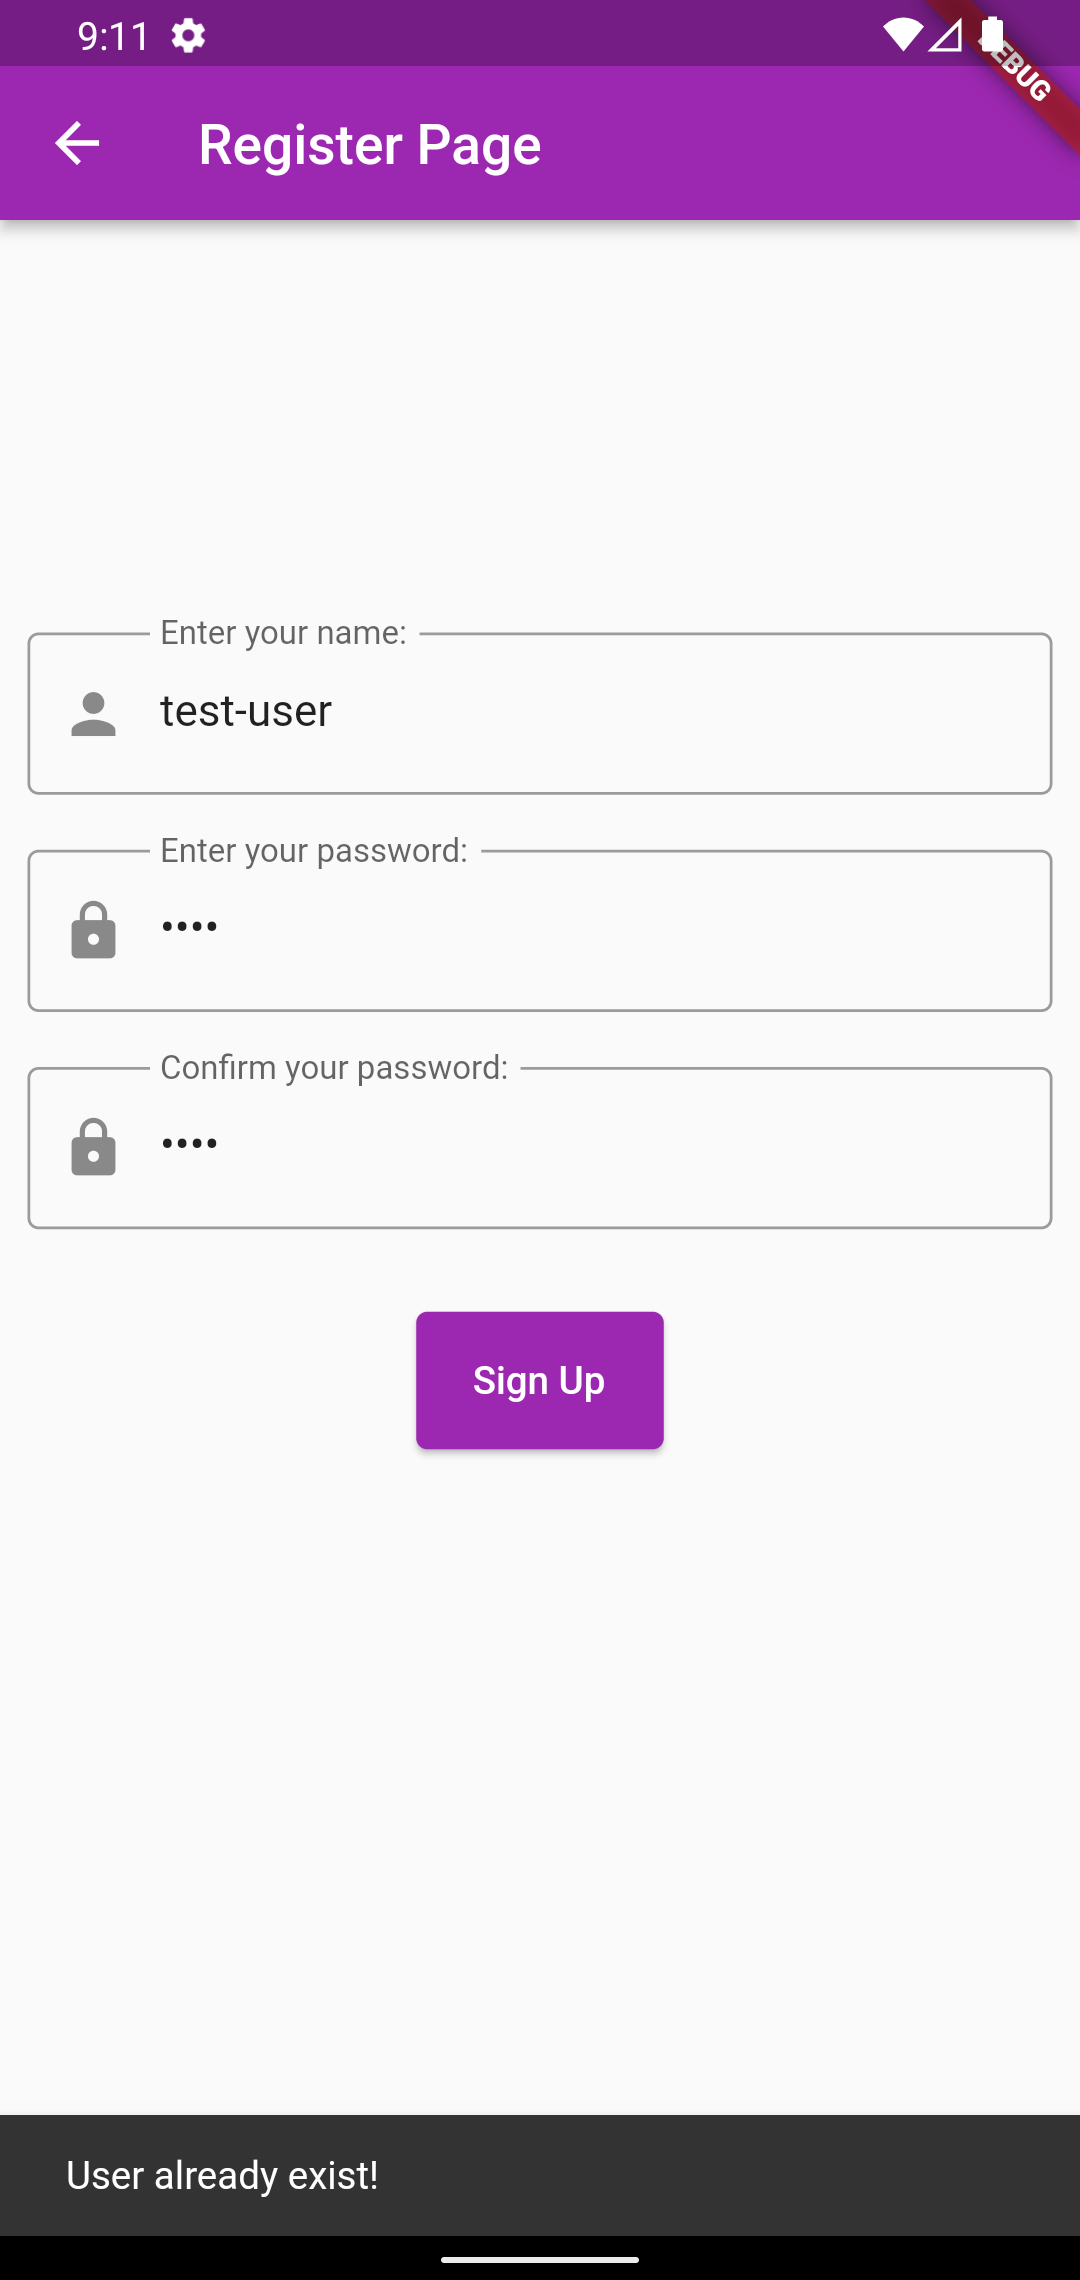 9:11
DEBUG
Register Page
Enter your name:
test-user
Enter your password:
••••
Confirm your password:
••••
Sign Up
User already exist!